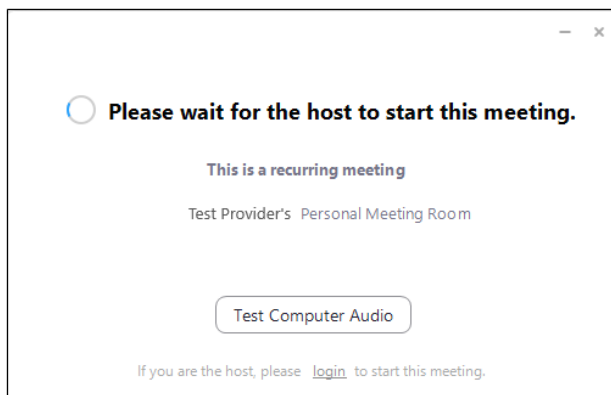 Please wait for the host to start this meeting.
This is a recurring meeting
Test Provider's Personal Meeting Room
Test Computer Audio
If you are the host, please login to start this meeting.